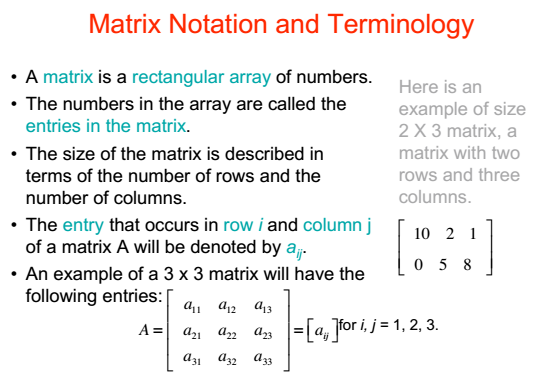 Matrix Notation and Terminology
• A matrix is a rectangular array of numbers.
• The numbers in the array are called the
entries in the matrix.
• The size of the matrix is described in
terms of the number of rows and the
number of columns.
• The entry that occurs in row i and column j
of a matrix A will be denoted by aij.
• An example of a 3 x 3 matrix will have the
following entries:
a11 a12 a13
A = a21 a22 a23 = [aij] for i, j = 1, 2, 3.
a31 a32 a33
Here is an
example of size
2 X 3 matrix, a
matrix with two
rows and three
columns.
10 2 1
0 5 8